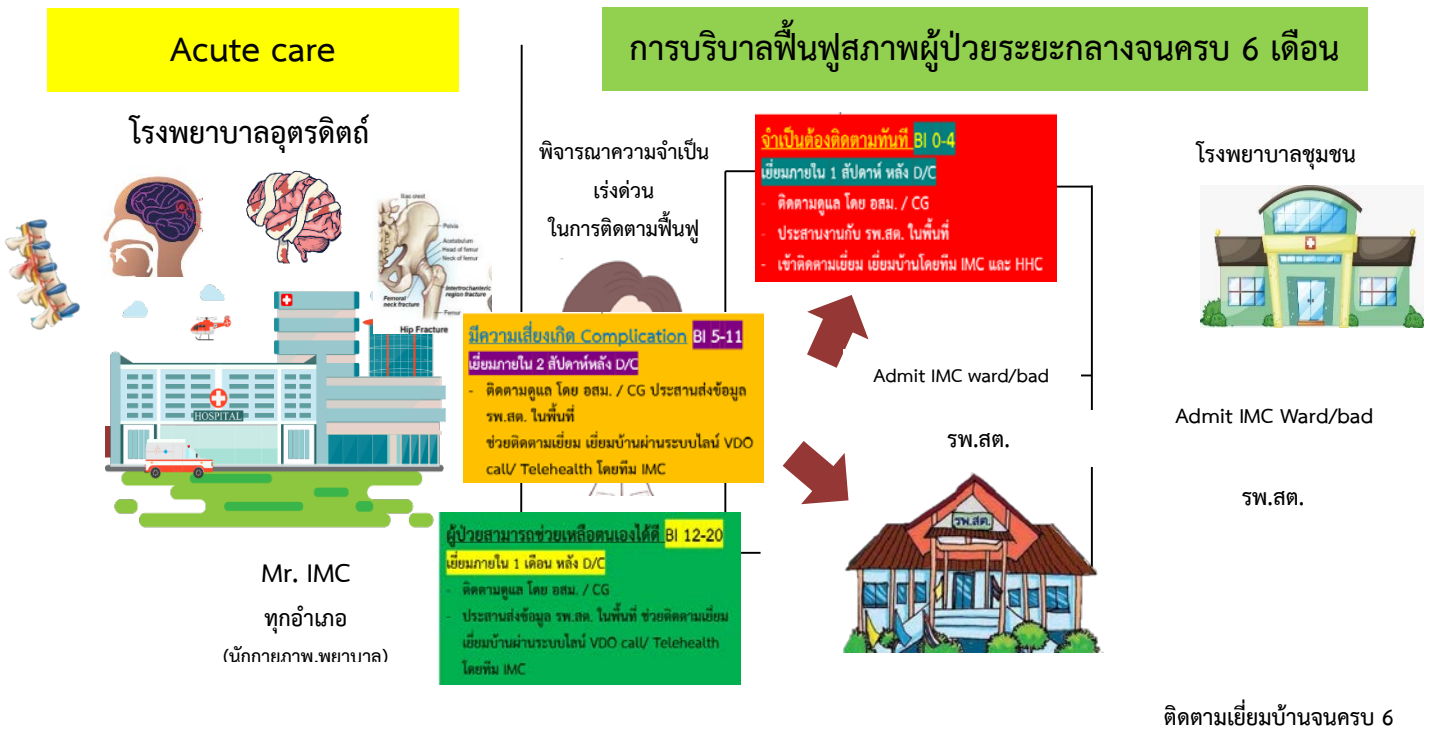 Acute care
การบริบาลฟื้นฟูสภาพผู้ป่วยระยะกลางจนครบ 6 เดือน
โรงพยาบาลอุตรดิตถ์
Iliac crest
Pelvis
Acetabulum
Head of femur
Neck of femur
Intertrochanteric
region fracture
Femoral
neck fracture
Femur
Hip Fracture
HOSPITAL
Mr. IMC
ทุกอำเภอ
(นักกายภาพ,พยาบาล)
พิจารณาความจำเป็น
เร่งด่วน
ในการติดตามฟื้นฟู
จำเป็นต้องติดตามทันที BI 0-4
เยี่ยมภายใน 1 สัปดาห์ หลัง D/C
- ติดตามดูแล โดย อสม. / CG
- ประสานงานกับ รพ.สต. ในพื้นที่
- เข้าติดตามเยี่ยม เยี่ยมบ้านโดยทีม IMC และ HHC
มีความเสี่ยงเกิด Complication BI 5-11
เยี่ยมภายใน 2 สัปดาห์หลัง D/C
- ติดตามดูแล โดย อสม. / CG ประสานส่งข้อมูล
รพ.สต. ในพื้นที่
ช่วยติดตามเยี่ยม เยี่ยมบ้านผ่านระบบไลน์ VDO
call/ Telehealth โดยทีม IMC
ผู้ป่วยสามารถช่วยเหลือตนเองได้ดี BI 12-20
เยี่ยมภายใน 1 เดือน หลัง D/C
- ติดตามดูแล โดย อสม. / CG
- ประสานส่งข้อมูล รพ.สต. ในพื้นที่ ช่วยติดตามเยี่ยม
เยี่ยมบ้านผ่านระบบไลน์ VDO call/ Telehealth
โดยทีม IMC
Admit IMC ward/bad
รพ.สต.
รพ.สต.
โรงพยาบาลชุมชน
Admit IMC Ward/bad
รพ.สต.
ติดตามเยี่ยมบ้านจนครบ 6